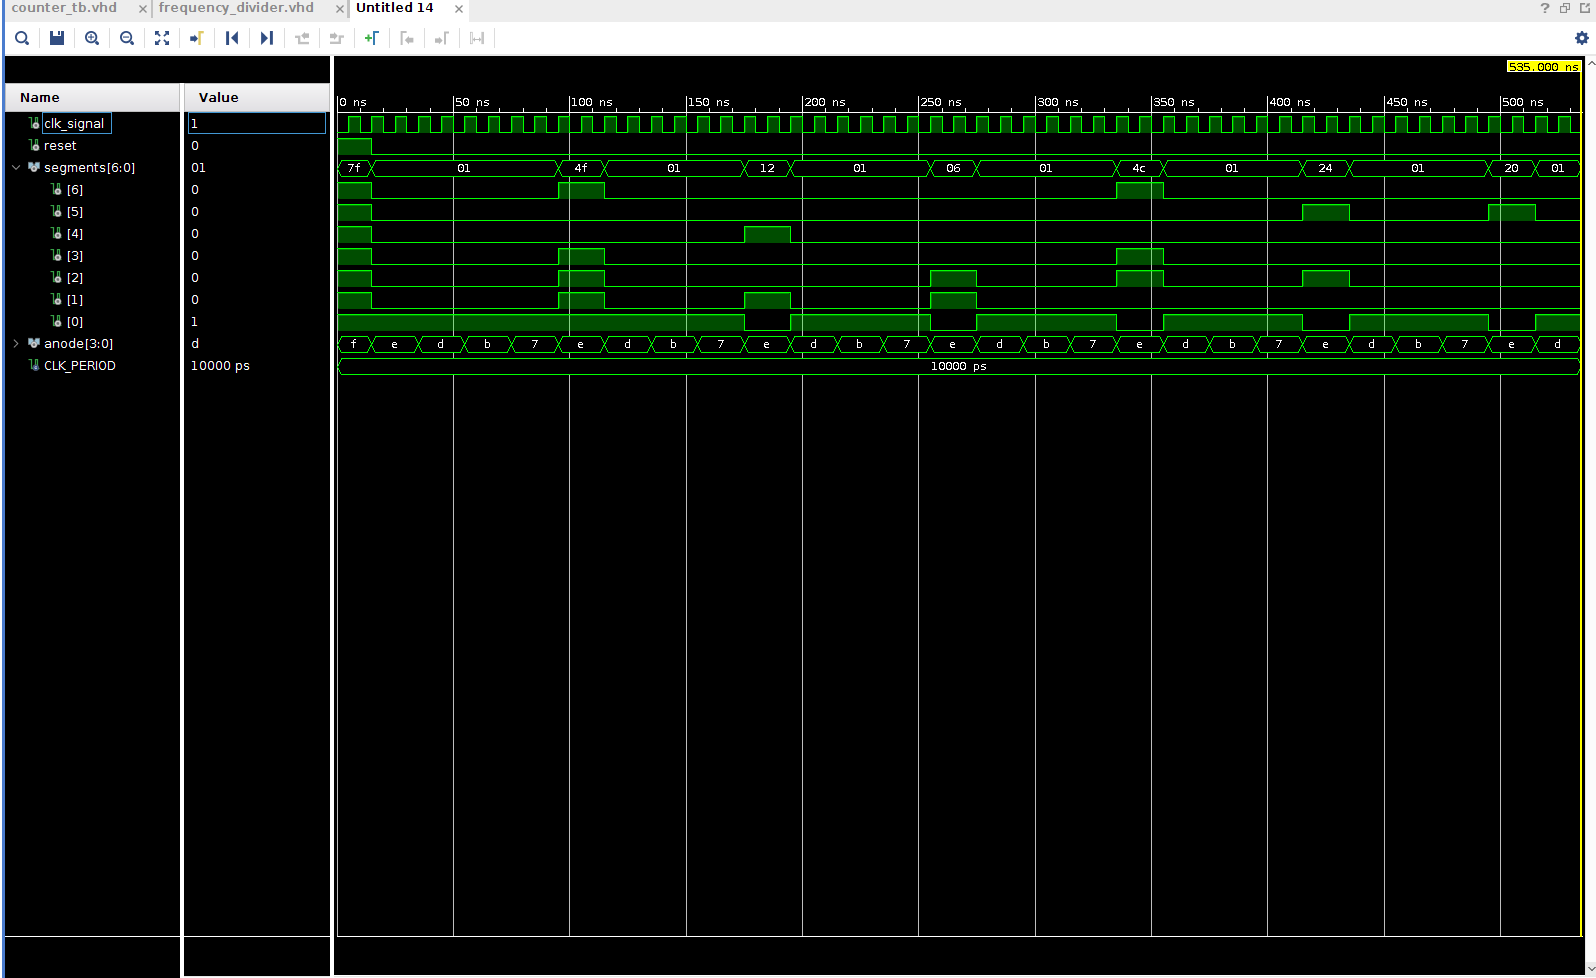 counter_tb.vhd × frequency_divider.vhd × Untitled 14 ×
?
535.000 ns
Name Value
0 ns 50 ns 100 ns 150 ns 200 ns 250 ns 300 ns 350 ns 400 ns 450 ns 500 ns
clk_signal 1
reset 0
segments[6:0] 01 7f 01 4f 01 12 01 06 01 4c 01 24 01 20 01
[6] 0
[5] 0
[4] 0
[3] 0
[2] 0
[1] 0
[0] 1
anode[3:0] d f e d b 7 e d b 7 e d b 7 e d b 7 e d b 7 e d b 7 e d
CLK_PERIOD 10000 ps 10000 ps